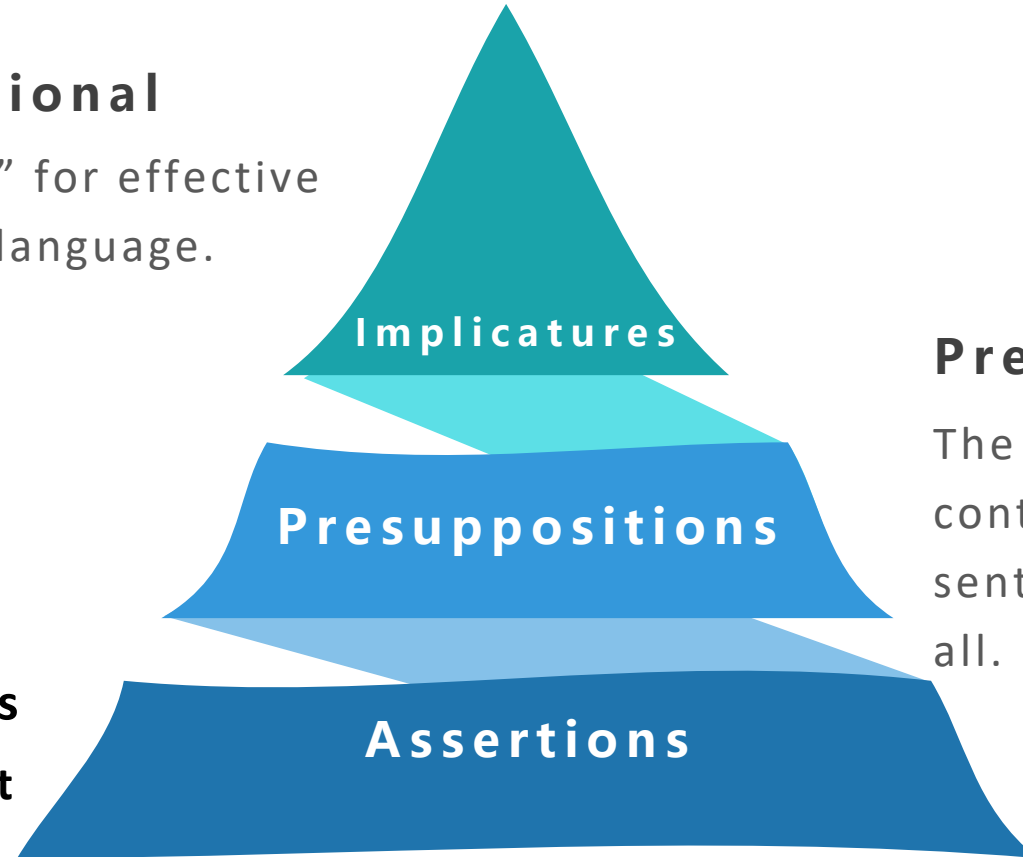 ional
” for effective
language.
Implicatures
Pre
The
Presuppositions
cont
sent
all.
s
Assertions
t